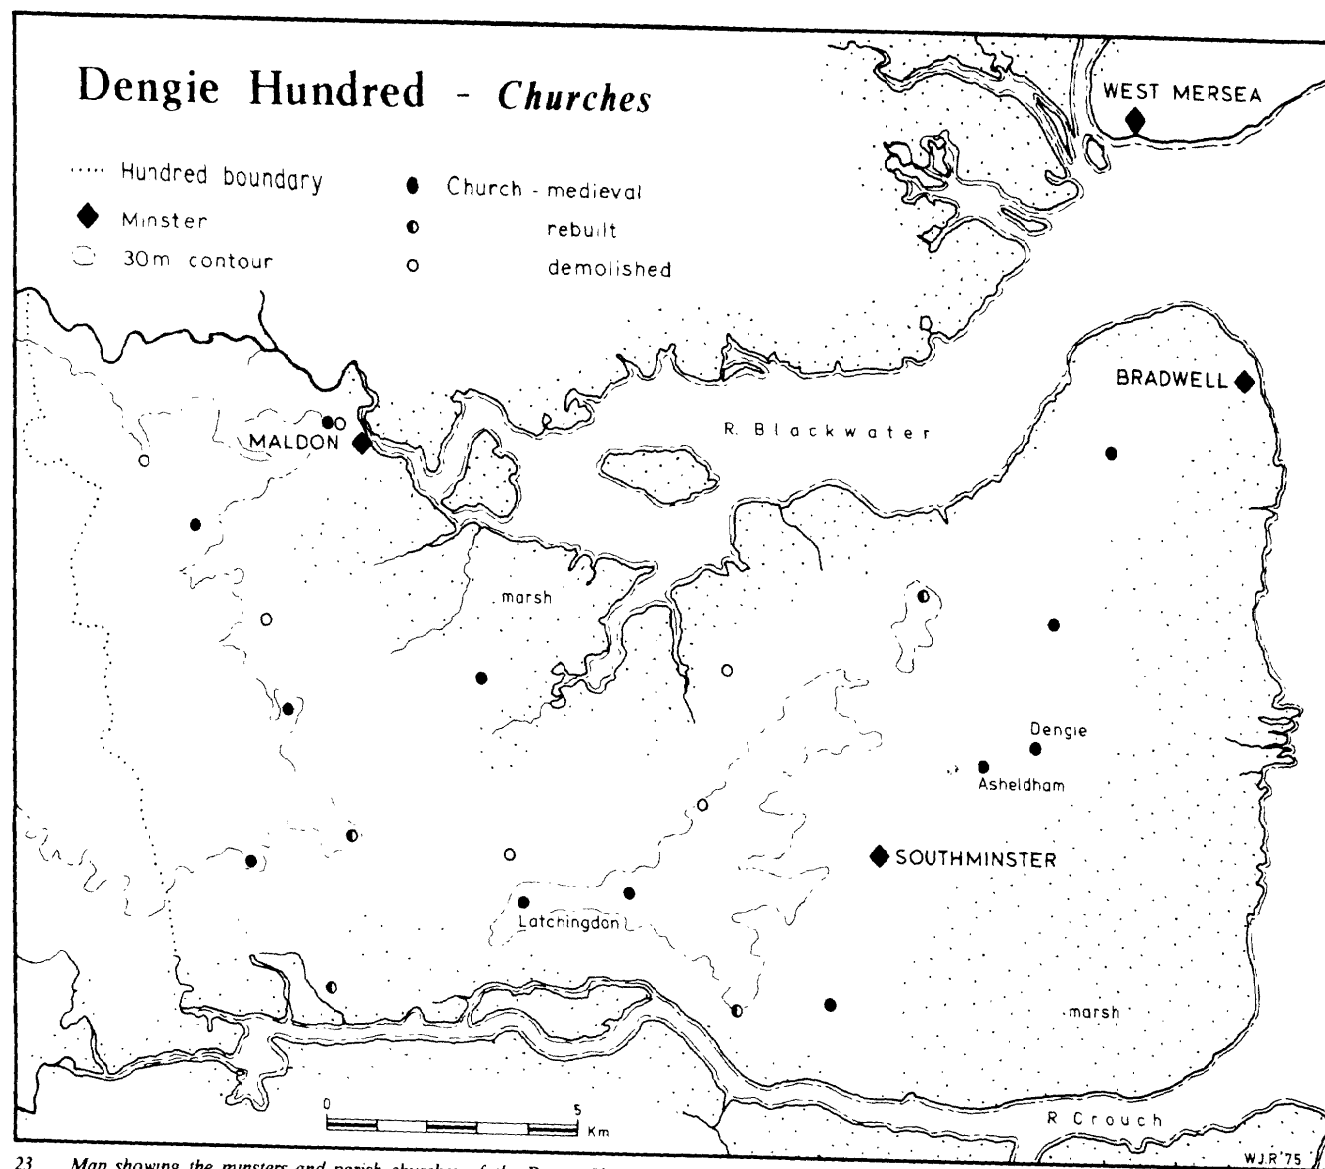 Dengie Hundred - Churches
Hundred boundary
Minster
30m contour
Church - medieval
rebuilt
demolished
WEST MERSEA
BRADWELL
MALDON
R. Blackwater
marsh
Dengie
Asheldham
SOUTHMINSTER
Latchingdon
marsh
R Crouch
0 5
Km
W.J.R '75
23 Map showing the minsters and parish churches of the